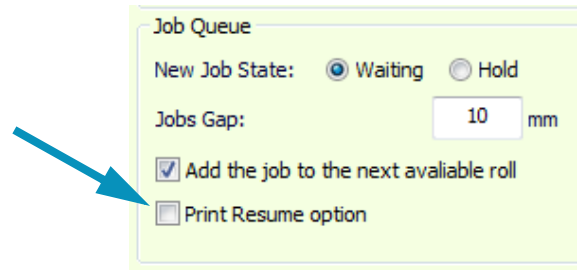 Job Queue
New Job State: Waiting Hold
Jobs Gap: 10 mm
Add the job to the next avaliable roll
Print Resume option